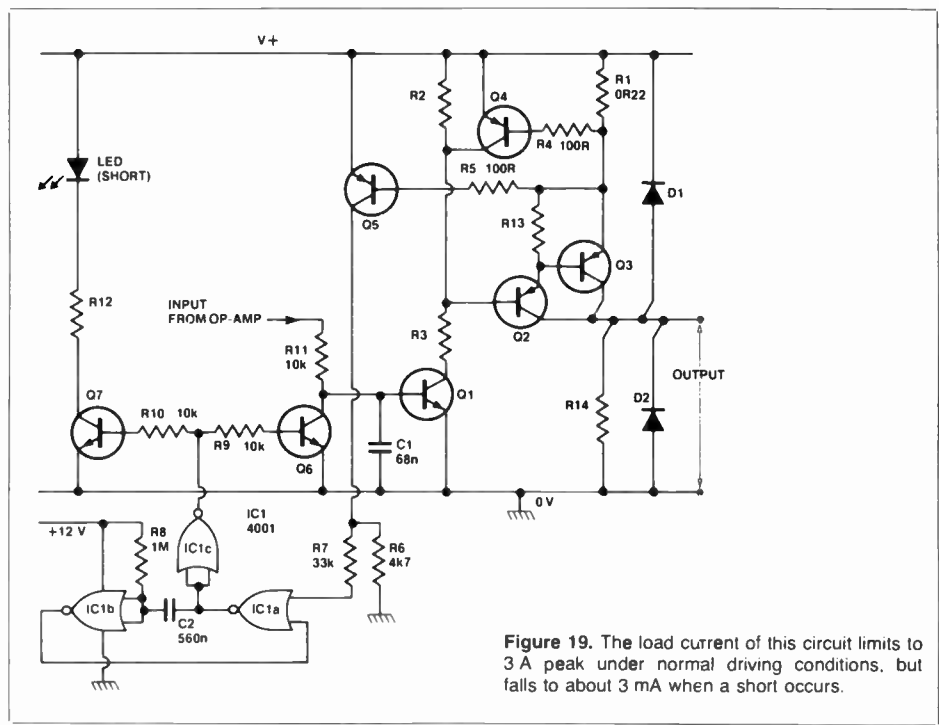 V+
R2
Q4
R1
0R22
R4
100R
R5 100R
LED
(SHORT)
Q5
R13
D1
Q3
R12
INPUT
FROM OP-AMP
Q2
R3
R11
10k
OUTPUT
Q7
R10 10k
Q1
R14
D2
R9
10k
Q6
C1
68n
0V
+12 V
R8
1M
IC1
4001
IC1c
R7
33k
R6
4k7
IC1b
C2
560n
IC1a
Figure 19. The load current of this circuit limits to
3 A peak under normal driving conditions, but
falls to about 3 mA when a short occurs.